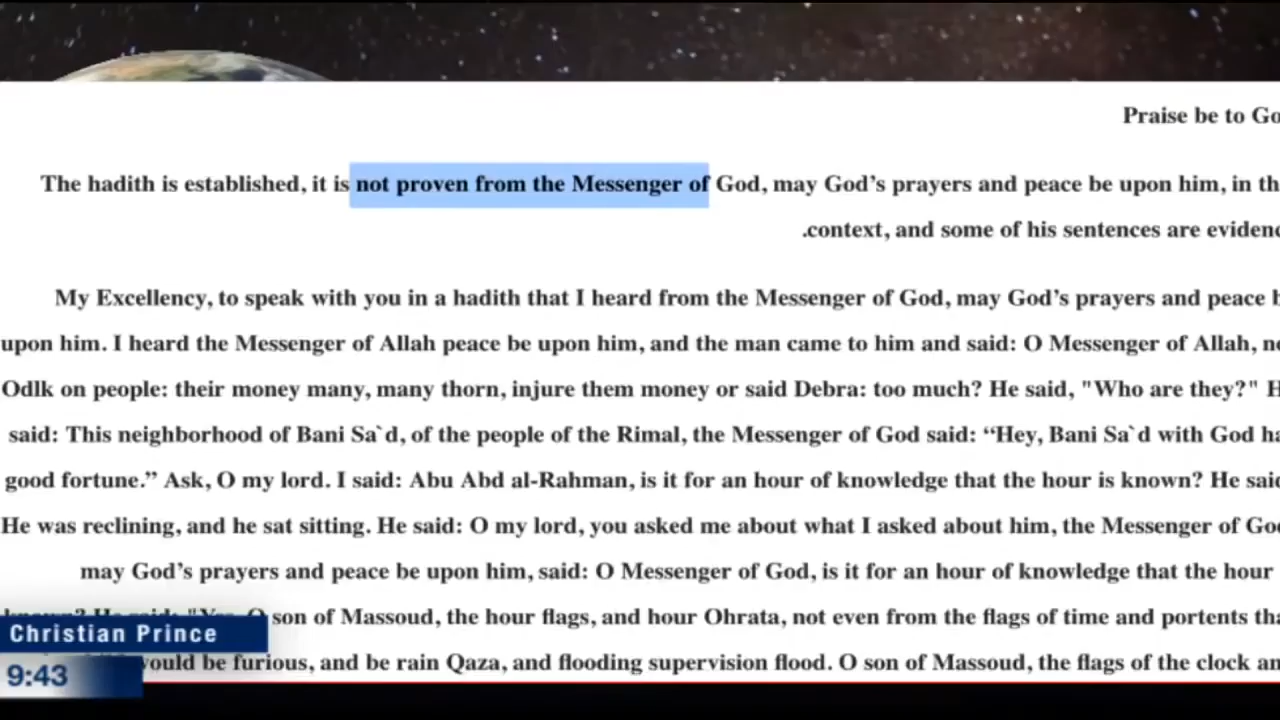 Praise be to Go
The hadith is established, it is not proven from the Messenger of God, may God's prayers and peace be upon him, in th
.context, and some of his sentences are evidenc
My Excellency, to speak with you in a hadith that I heard from the Messenger of God, may God's prayers and peace b
upon him. I heard the Messenger of Allah peace be upon him, and the man came to him and said: O Messenger of Allah, no
Odlk on people: their money many, many thorn, injure them money or said Debra: too much? He said, "Who are they?" H
said: This neighborhood of Bani Sa`d, of the people of the Rimal, the Messenger of God said: “Hey, Bani Sa`d with God ha
good fortune.” Ask, O my lord. I said: Abu Abd al-Rahman, is it for an hour of knowledge that the hour is known? He said
He was reclining, and he sat sitting. He said: O my lord, you asked me about what I asked about him, the Messenger of God
may God's prayers and peace be upon him, said: O Messenger of God, is it for an hour of knowledge that the hour
son of Massoud, the hour flags, and hour Ohrata, not even from the flags of time and portents tha
would be furious, and be rain Qaza, and flooding supervision flood. O son of Massoud, the flags of the clock an
Christian Prince
9:43